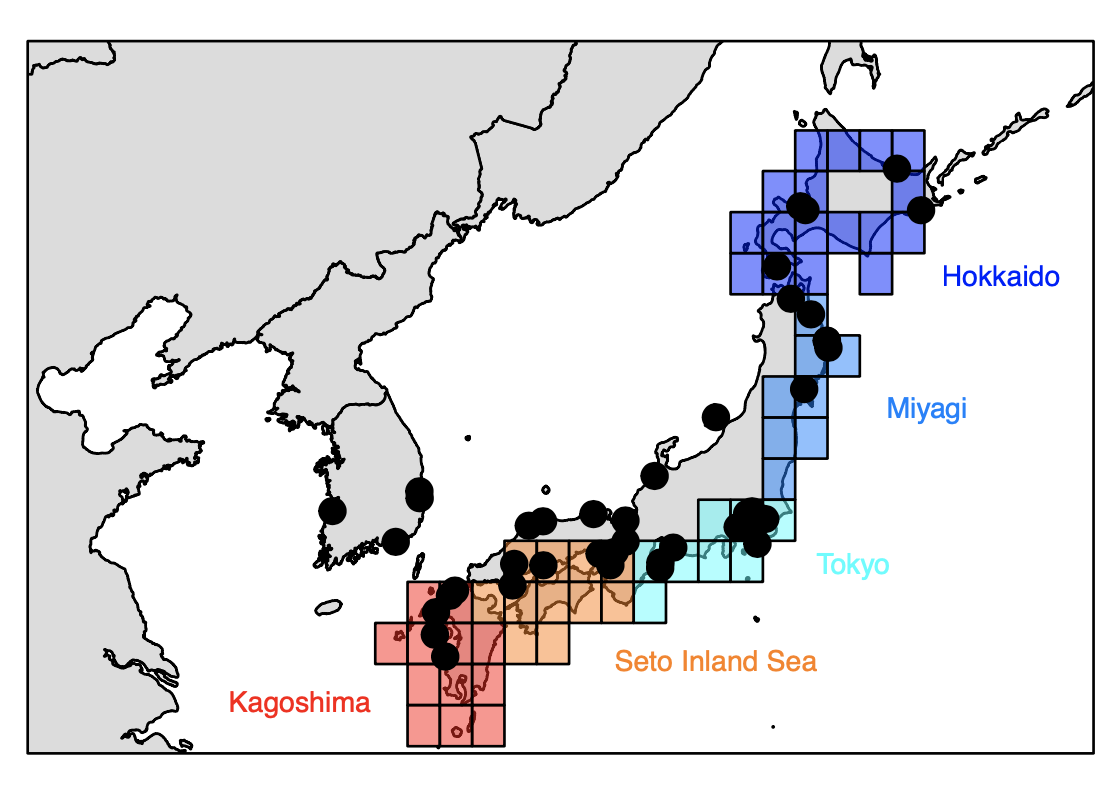 Hokkaido
Miyagi
Tokyo
Seto Inland Sea
Kagoshima